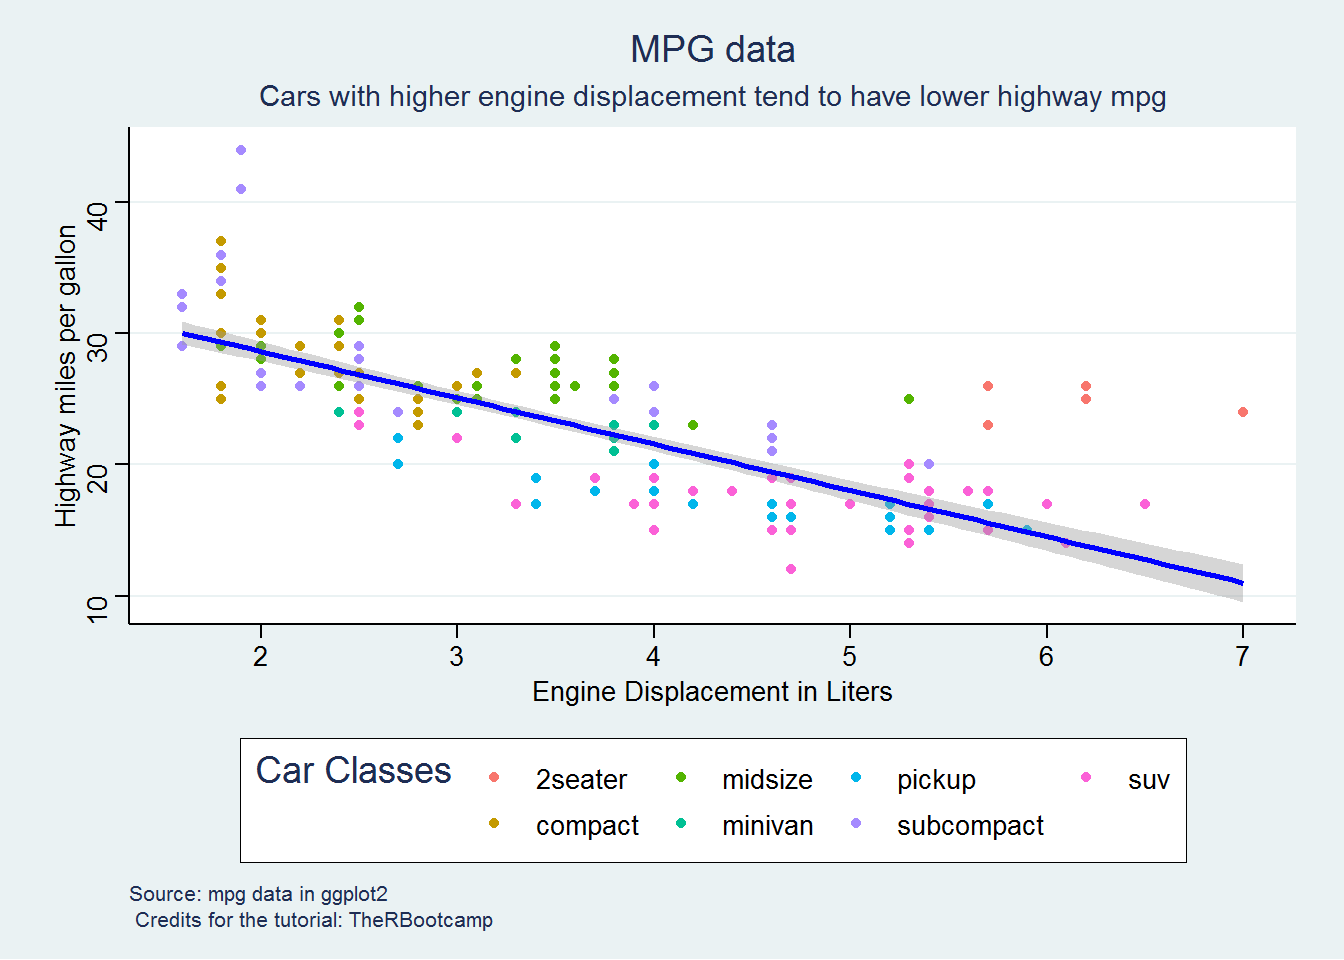 MPG data
Cars with higher engine displacement tend to have lower highway mpg
Highway miles per gallon
40
30
20
10
2 3 4 5 6 7
Engine Displacement in Liters
Car Classes
2seater midsize pickup suv
compact minivan subcompact
Source: mpg data in ggplot2
Credits for the tutorial: TheRBootcamp